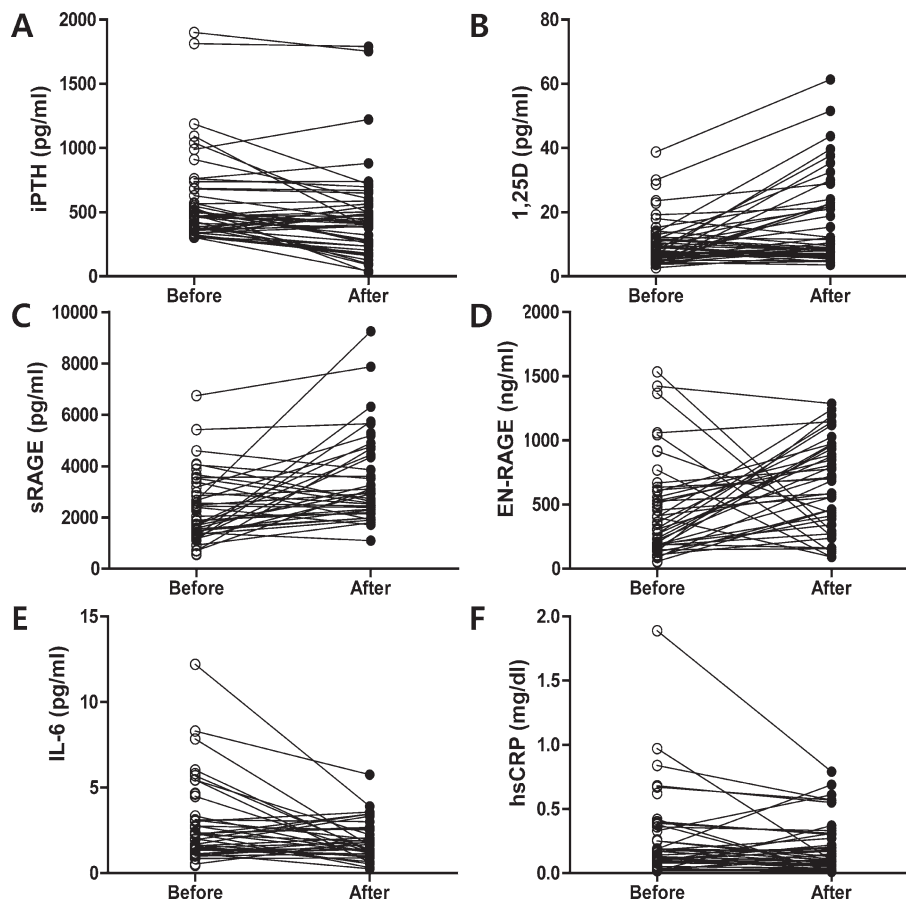 A
iPTH (pg/ml)
2000
1500
1000
500
0
Before After
B
1,25D (pg/ml)
80
60
40
20
0
Before After
C
sRAGE (pg/ml)
10000
8000
6000
4000
2000
0
Before After
D
EN-RAGE (ng/ml)
2000
1500
1000
500
0
Before After
E
IL-6 (pg/ml)
15
10
5
0
Before After
F
hsCRP (mg/dl)
2.0
1.5
1.0
0.5
0.0
Before After